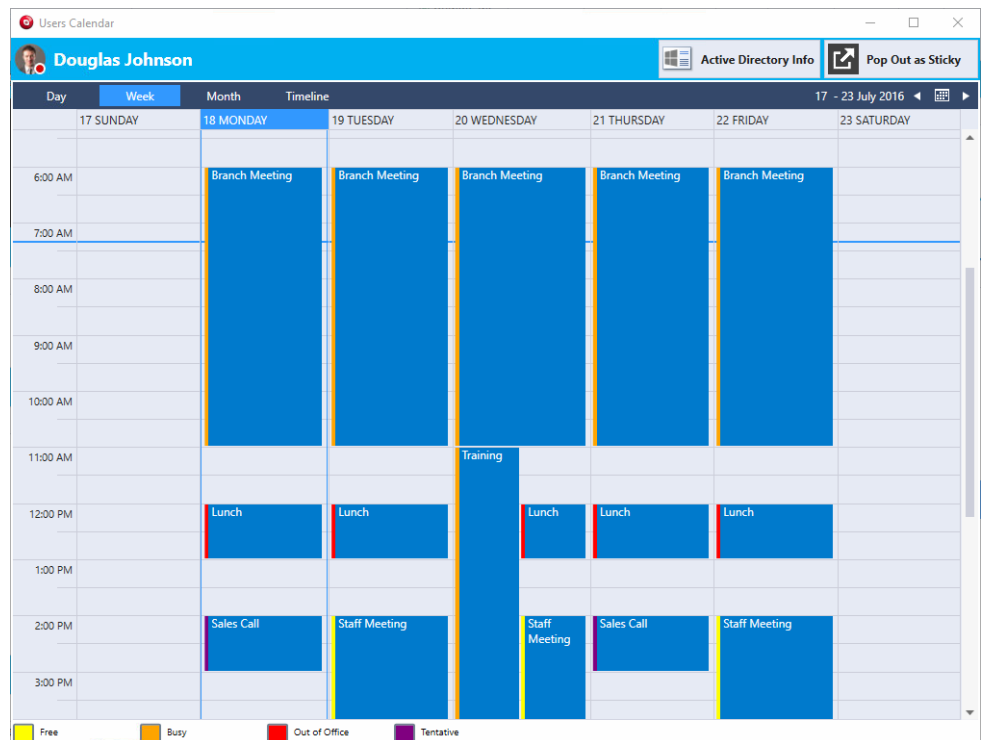 Users Calendar
Douglas Johnson
Active Directory Info
Pop Out as Sticky
Day Week Month Timeline 17 - 23 July 2016
17 SUNDAY 18 MONDAY 19 TUESDAY 20 WEDNESDAY 21 THURSDAY 22 FRIDAY 23 SATURDAY
6:00 AM Branch Meeting Branch Meeting Branch Meeting Branch Meeting Branch Meeting
7:00 AM
8:00 AM
9:00 AM
10:00 AM
11:00 AM Training
12:00 PM Lunch Lunch Lunch Lunch Lunch
1:00 PM
2:00 PM Sales Call Staff Meeting Staff Sales Call Staff Meeting
Meeting
3:00 PM
Free Busy Out of Office Tentative